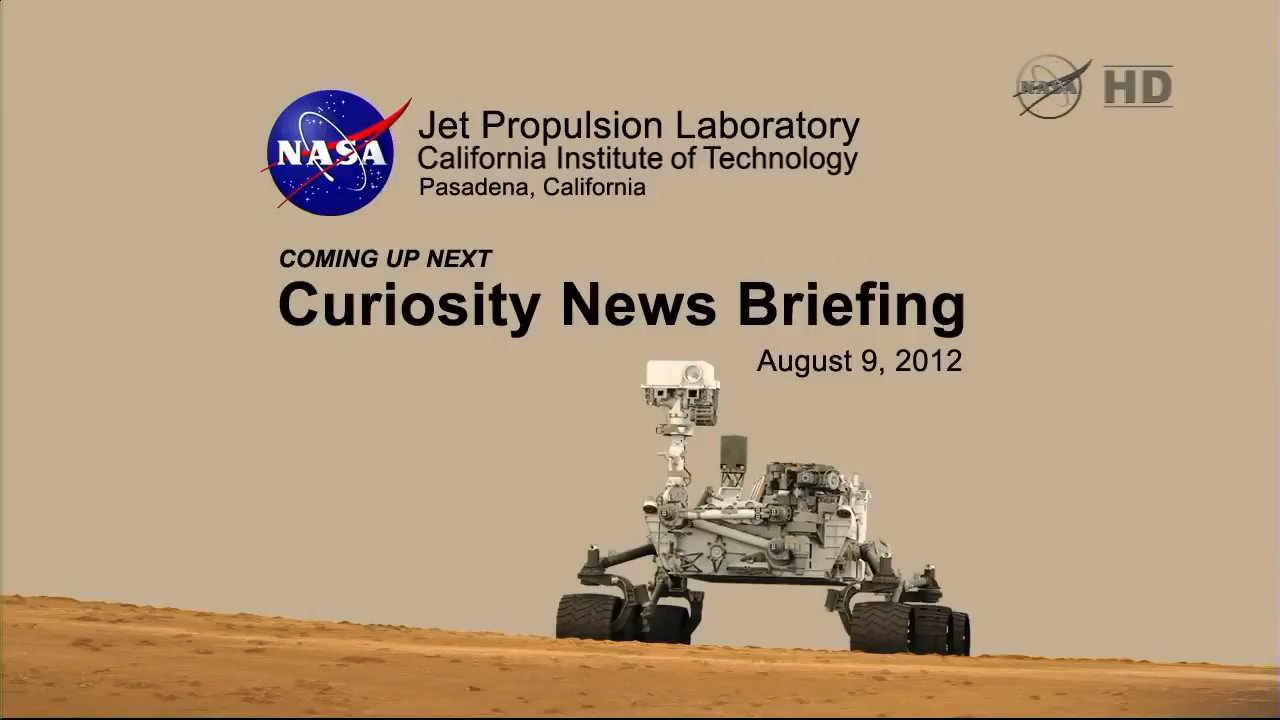 NASA HD
NASA
Jet Propulsion Laboratory
California Institute of Technology
Pasadena, California
COMING UP NEXT
Curiosity News Briefing
August 9, 2012